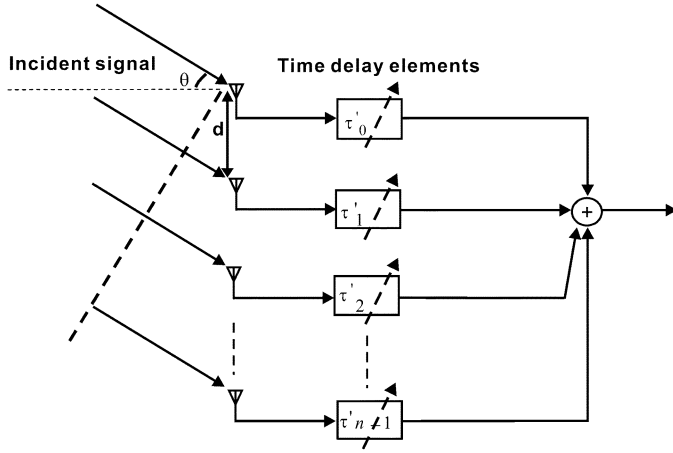 Incident signal
Time delay elements
θ
d
τ'0
τ'1
+
τ'2
τ'n-1